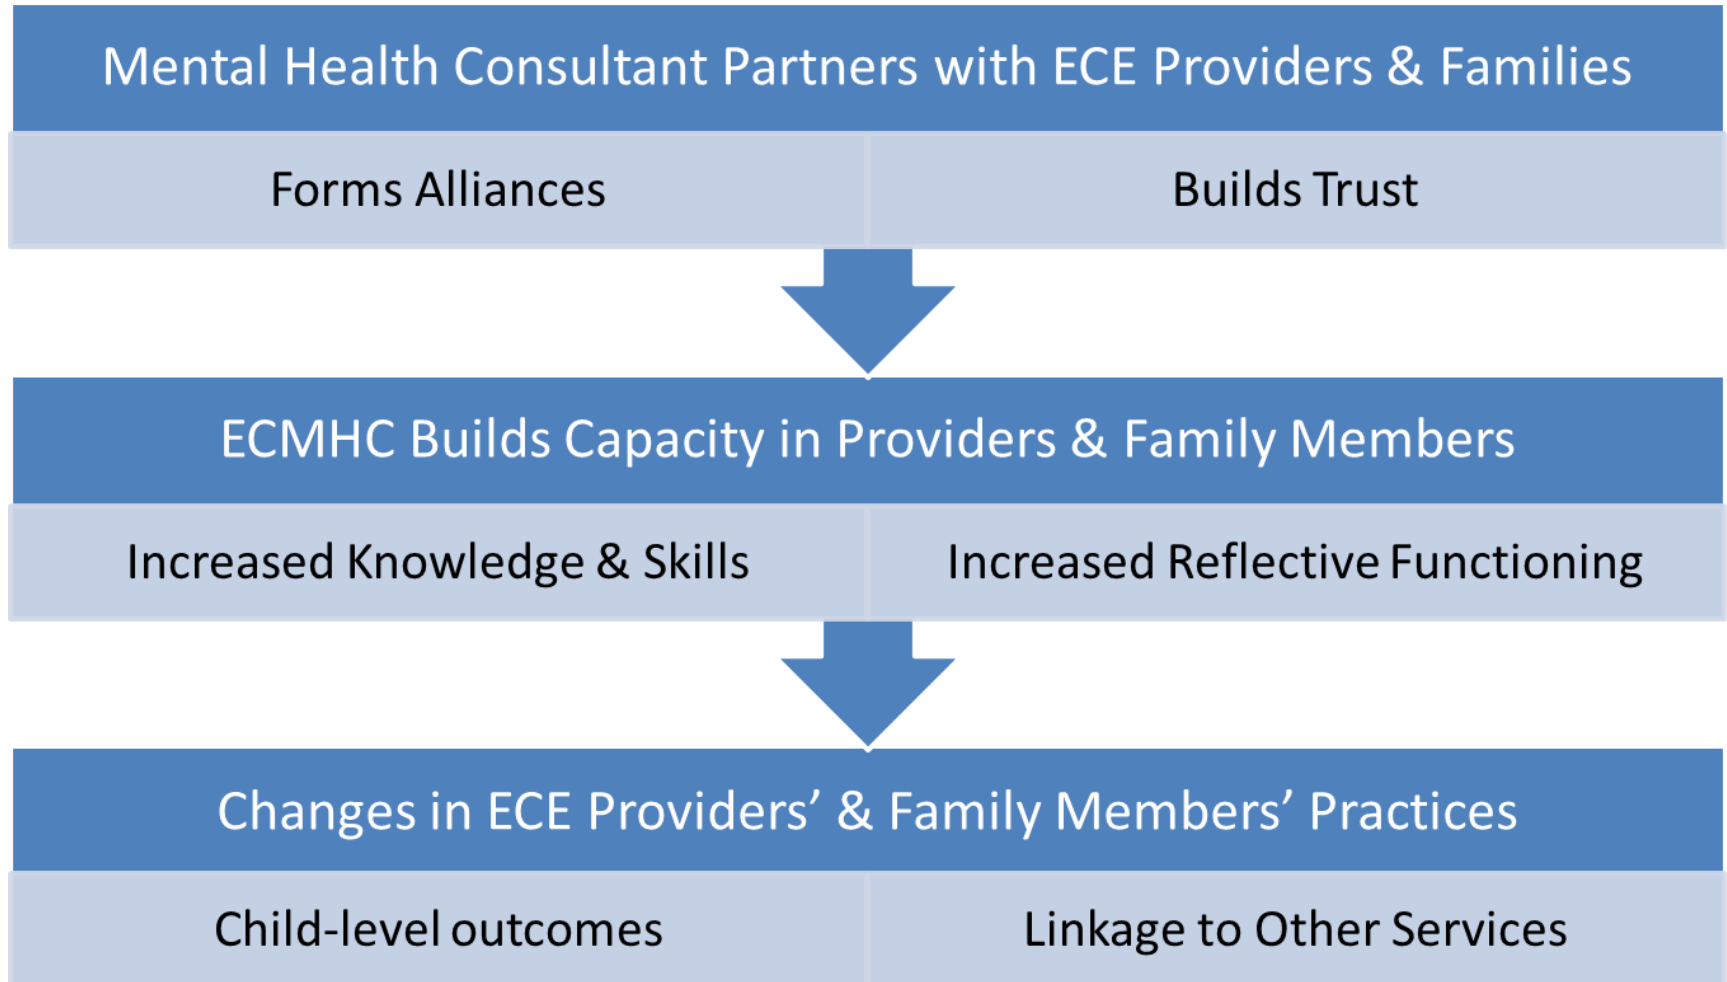 Mental Health Consultant Partners with ECE Providers & Families
Forms Alliances
Builds Trust
ECMHC Builds Capacity in Providers & Family Members
Increased Knowledge & Skills
Increased Reflective Functioning
Changes in ECE Providers’ & Family Members’ Practices
Child-level outcomes
Linkage to Other Services